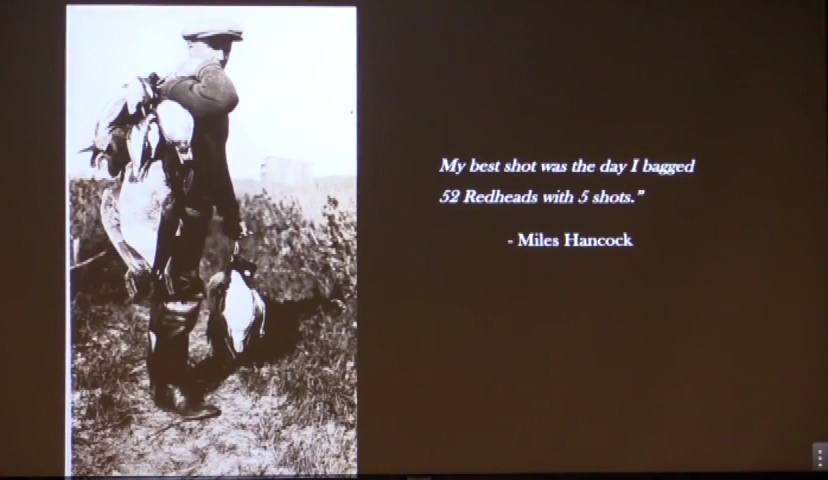 My best shot was the day I bagged
52 Redheads with 5 shots.”
- Miles Hancock